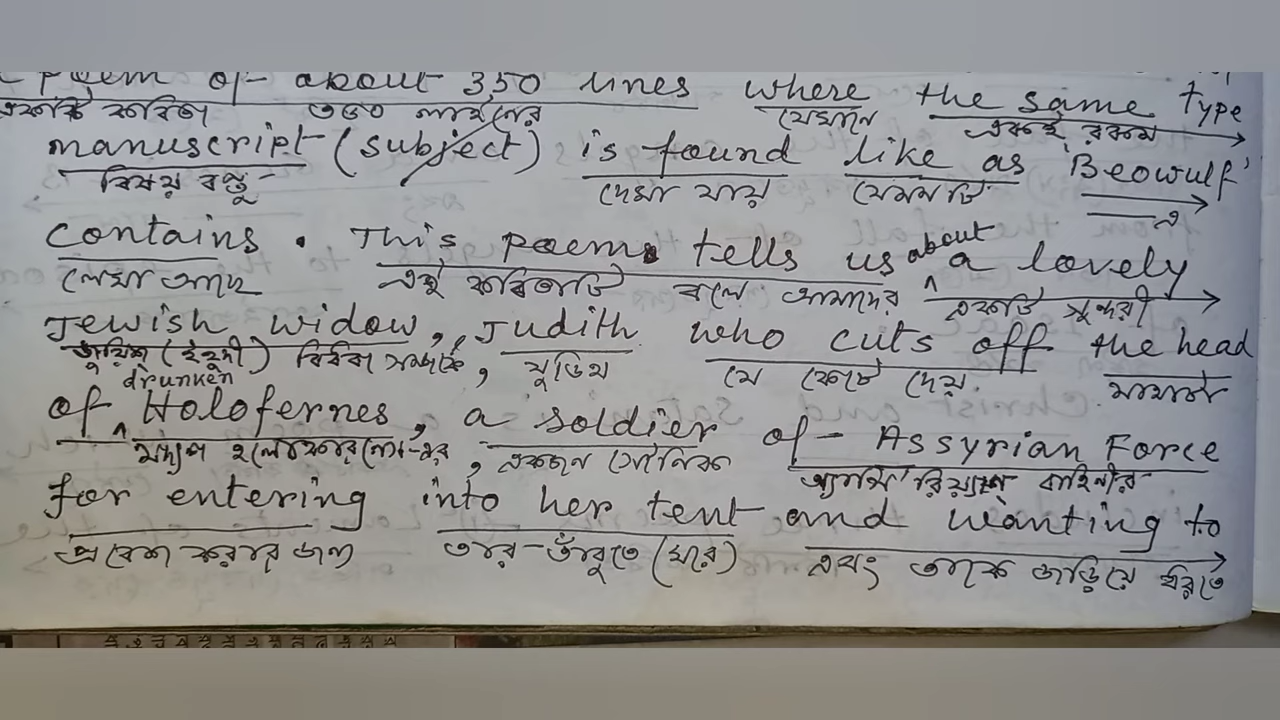 poem of about 350 lines where the same type
একটি কবিতা ৩৫০ লাইনের যেখানে একই রকম
manuscript (subject) is found like as 'Beowulf'
বিষয় বস্তু দেখা যায় যেমনটি
contains. This poem tells us about a lovely
লেখা আছে এই কবিতাটি বলে আমাদের একটি সুন্দরী
Jewish widow, Judith who cuts off the head
জুয়িশ (ইহুদী) বিধবা সম্পর্কে, যুডিথ যে কেটে দেয় মাথাটা
drunken
of Holofernes, a soldier of Assyrian Force
মদ্যপ হলোফারনেস-এর, একজন সৈনিক অ্যাসিরিয়ান বাহিনীর
for entering into her tent and wanting to
প্রবেশ করার জন্য তার তাঁবুতে (ঘরে) এবং তাকে জড়িয়ে ধরতে